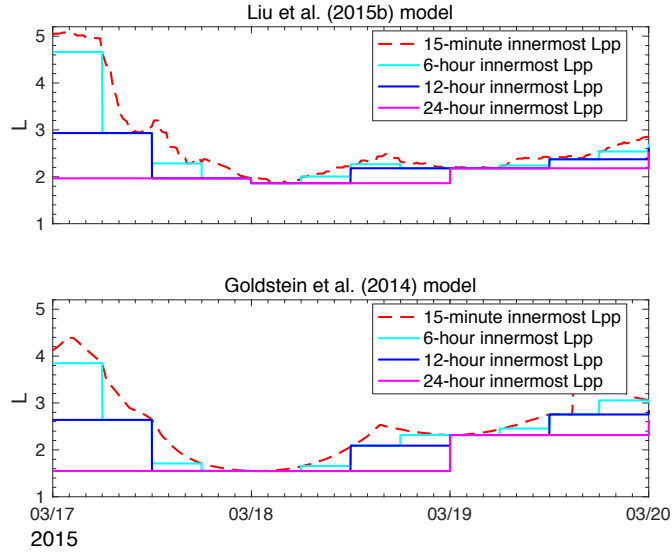 Liu et al. (2015b) model
5
4
3
2
1
L
15-minute innermost Lpp
6-hour innermost Lpp
12-hour innermost Lpp
24-hour innermost Lpp
Goldstein et al. (2014) model
5
4
3
2
1
L
15-minute innermost Lpp
6-hour innermost Lpp
12-hour innermost Lpp
24-hour innermost Lpp
03/17 03/18 03/19 03/20
2015